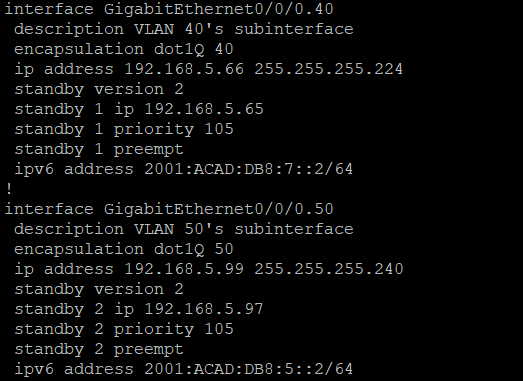 interface GigabitEthernet0/0/0.40
description VLAN 40's subinterface
encapsulation dot1Q 40
ip address 192.168.5.66 255.255.255.224
standby version 2
standby 1 ip 192.168.5.65
standby 1 priority 105
standby 1 preempt
ipv6 address 2001:ACAD:DB8:7::2/64
!
interface GigabitEthernet0/0/0.50
description VLAN 50's subinterface
encapsulation dot1Q 50
ip address 192.168.5.99 255.255.255.240
standby version 2
standby 2 ip 192.168.5.97
standby 2 priority 105
standby 2 preempt
ipv6 address 2001:ACAD:DB8:5::2/64